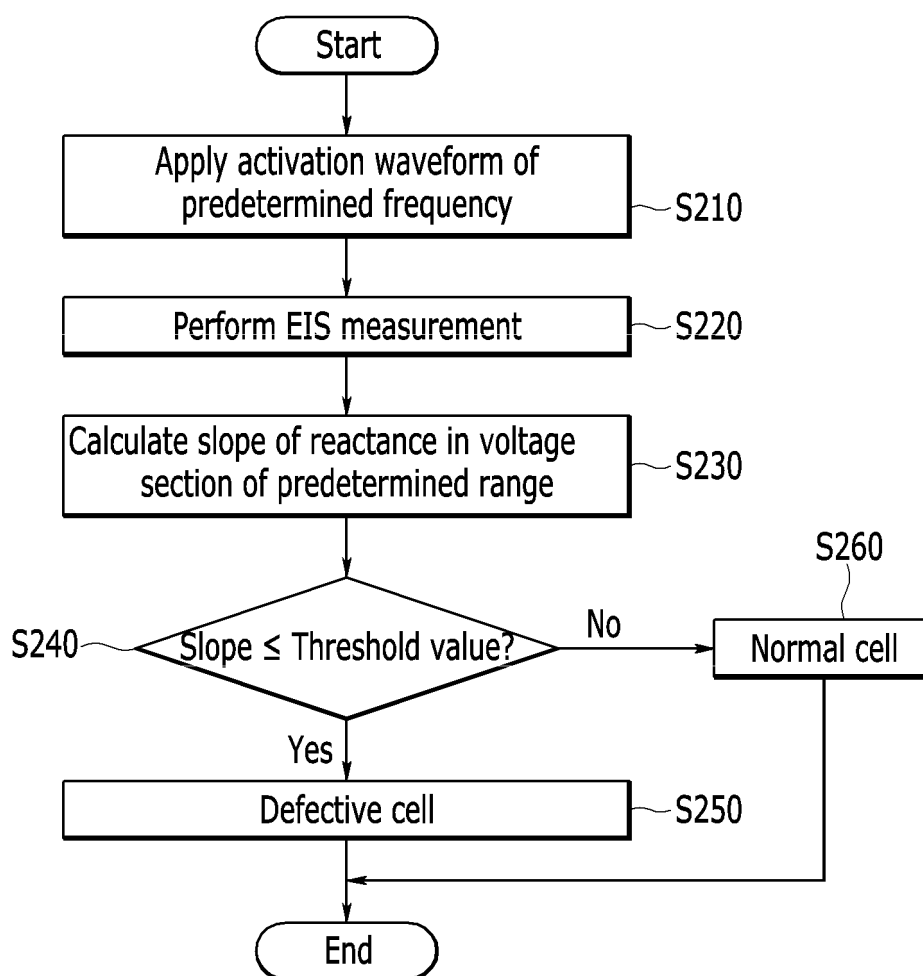 Start
Apply activation waveform of
predetermined frequency
S210
Perform EIS measurement
S220
Calculate slope of reactance in voltage
section of predetermined range
S230
S260
S240
Slope ≤ Threshold value?
No
Normal cell
Yes
Defective cell
S250
End